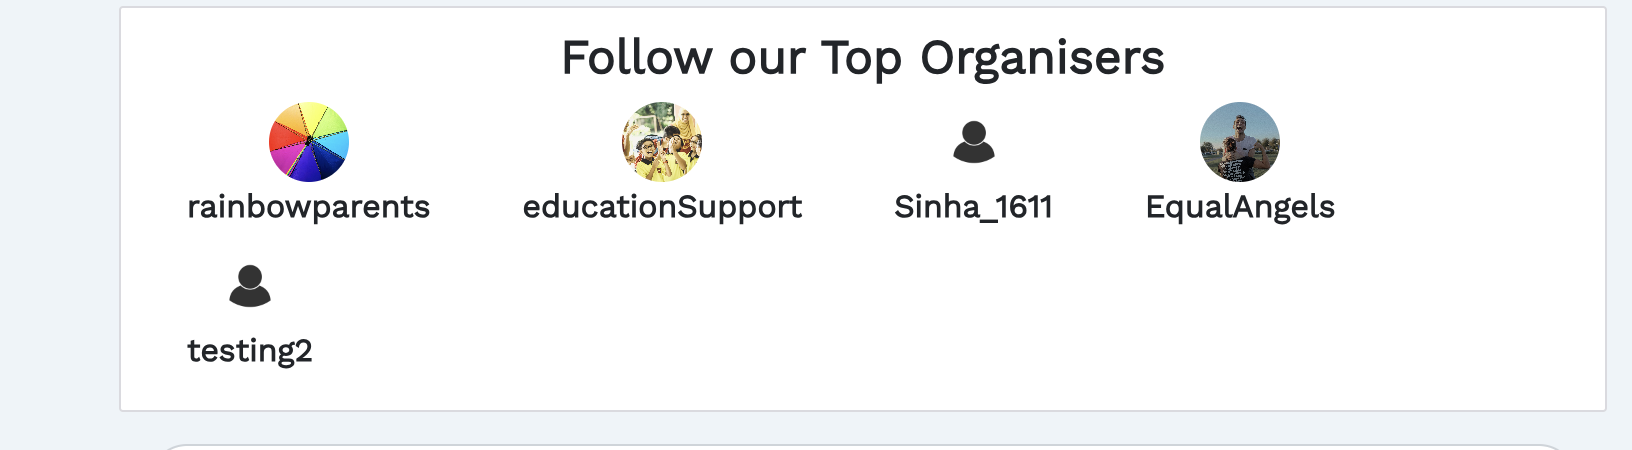 Follow our Top Organisers
rainbowparents educationSupport Sinha_1611 EqualAngels
testing2